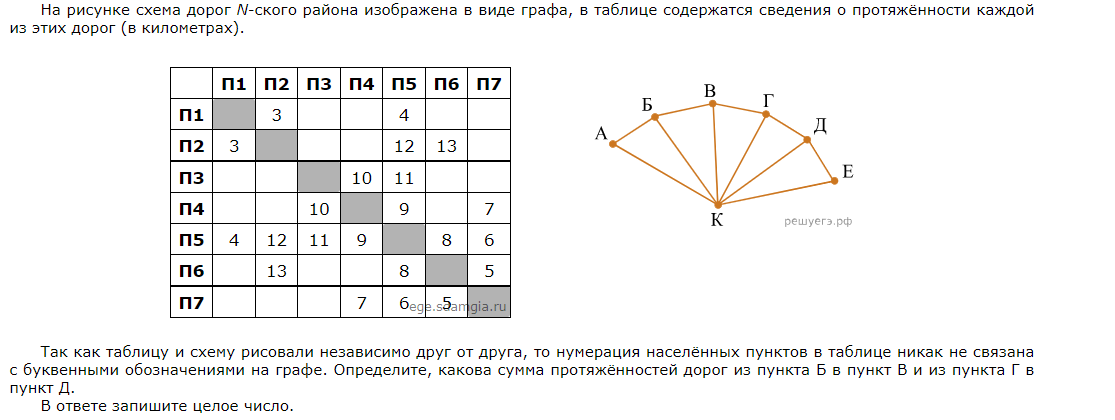 На рисунке схема дорог N-ского района изображена в виде графа, в таблице содержатся сведения о протяжённости каждой
из этих дорог (в километрах).
П1 П2 П3 П4 П5 П6 П7
П1 3 4
П2 3 12 13
П3 10 11
П4 10 9 7
П5 4 12 11 9 8 6
П6 13 8 5
П7 7 6 5
ege.sdamgia.ru
А Б В Г Д Е К
решуегэ.рф
Так как таблицу и схему рисовали независимо друг от друга, то нумерация населённых пунктов в таблице никак не связана
с буквенными обозначениями на графе. Определите, какова сумма протяжённостей дорог из пункта Б в пункт В и из пункта Г в
пункт Д.
В ответе запишите целое число.